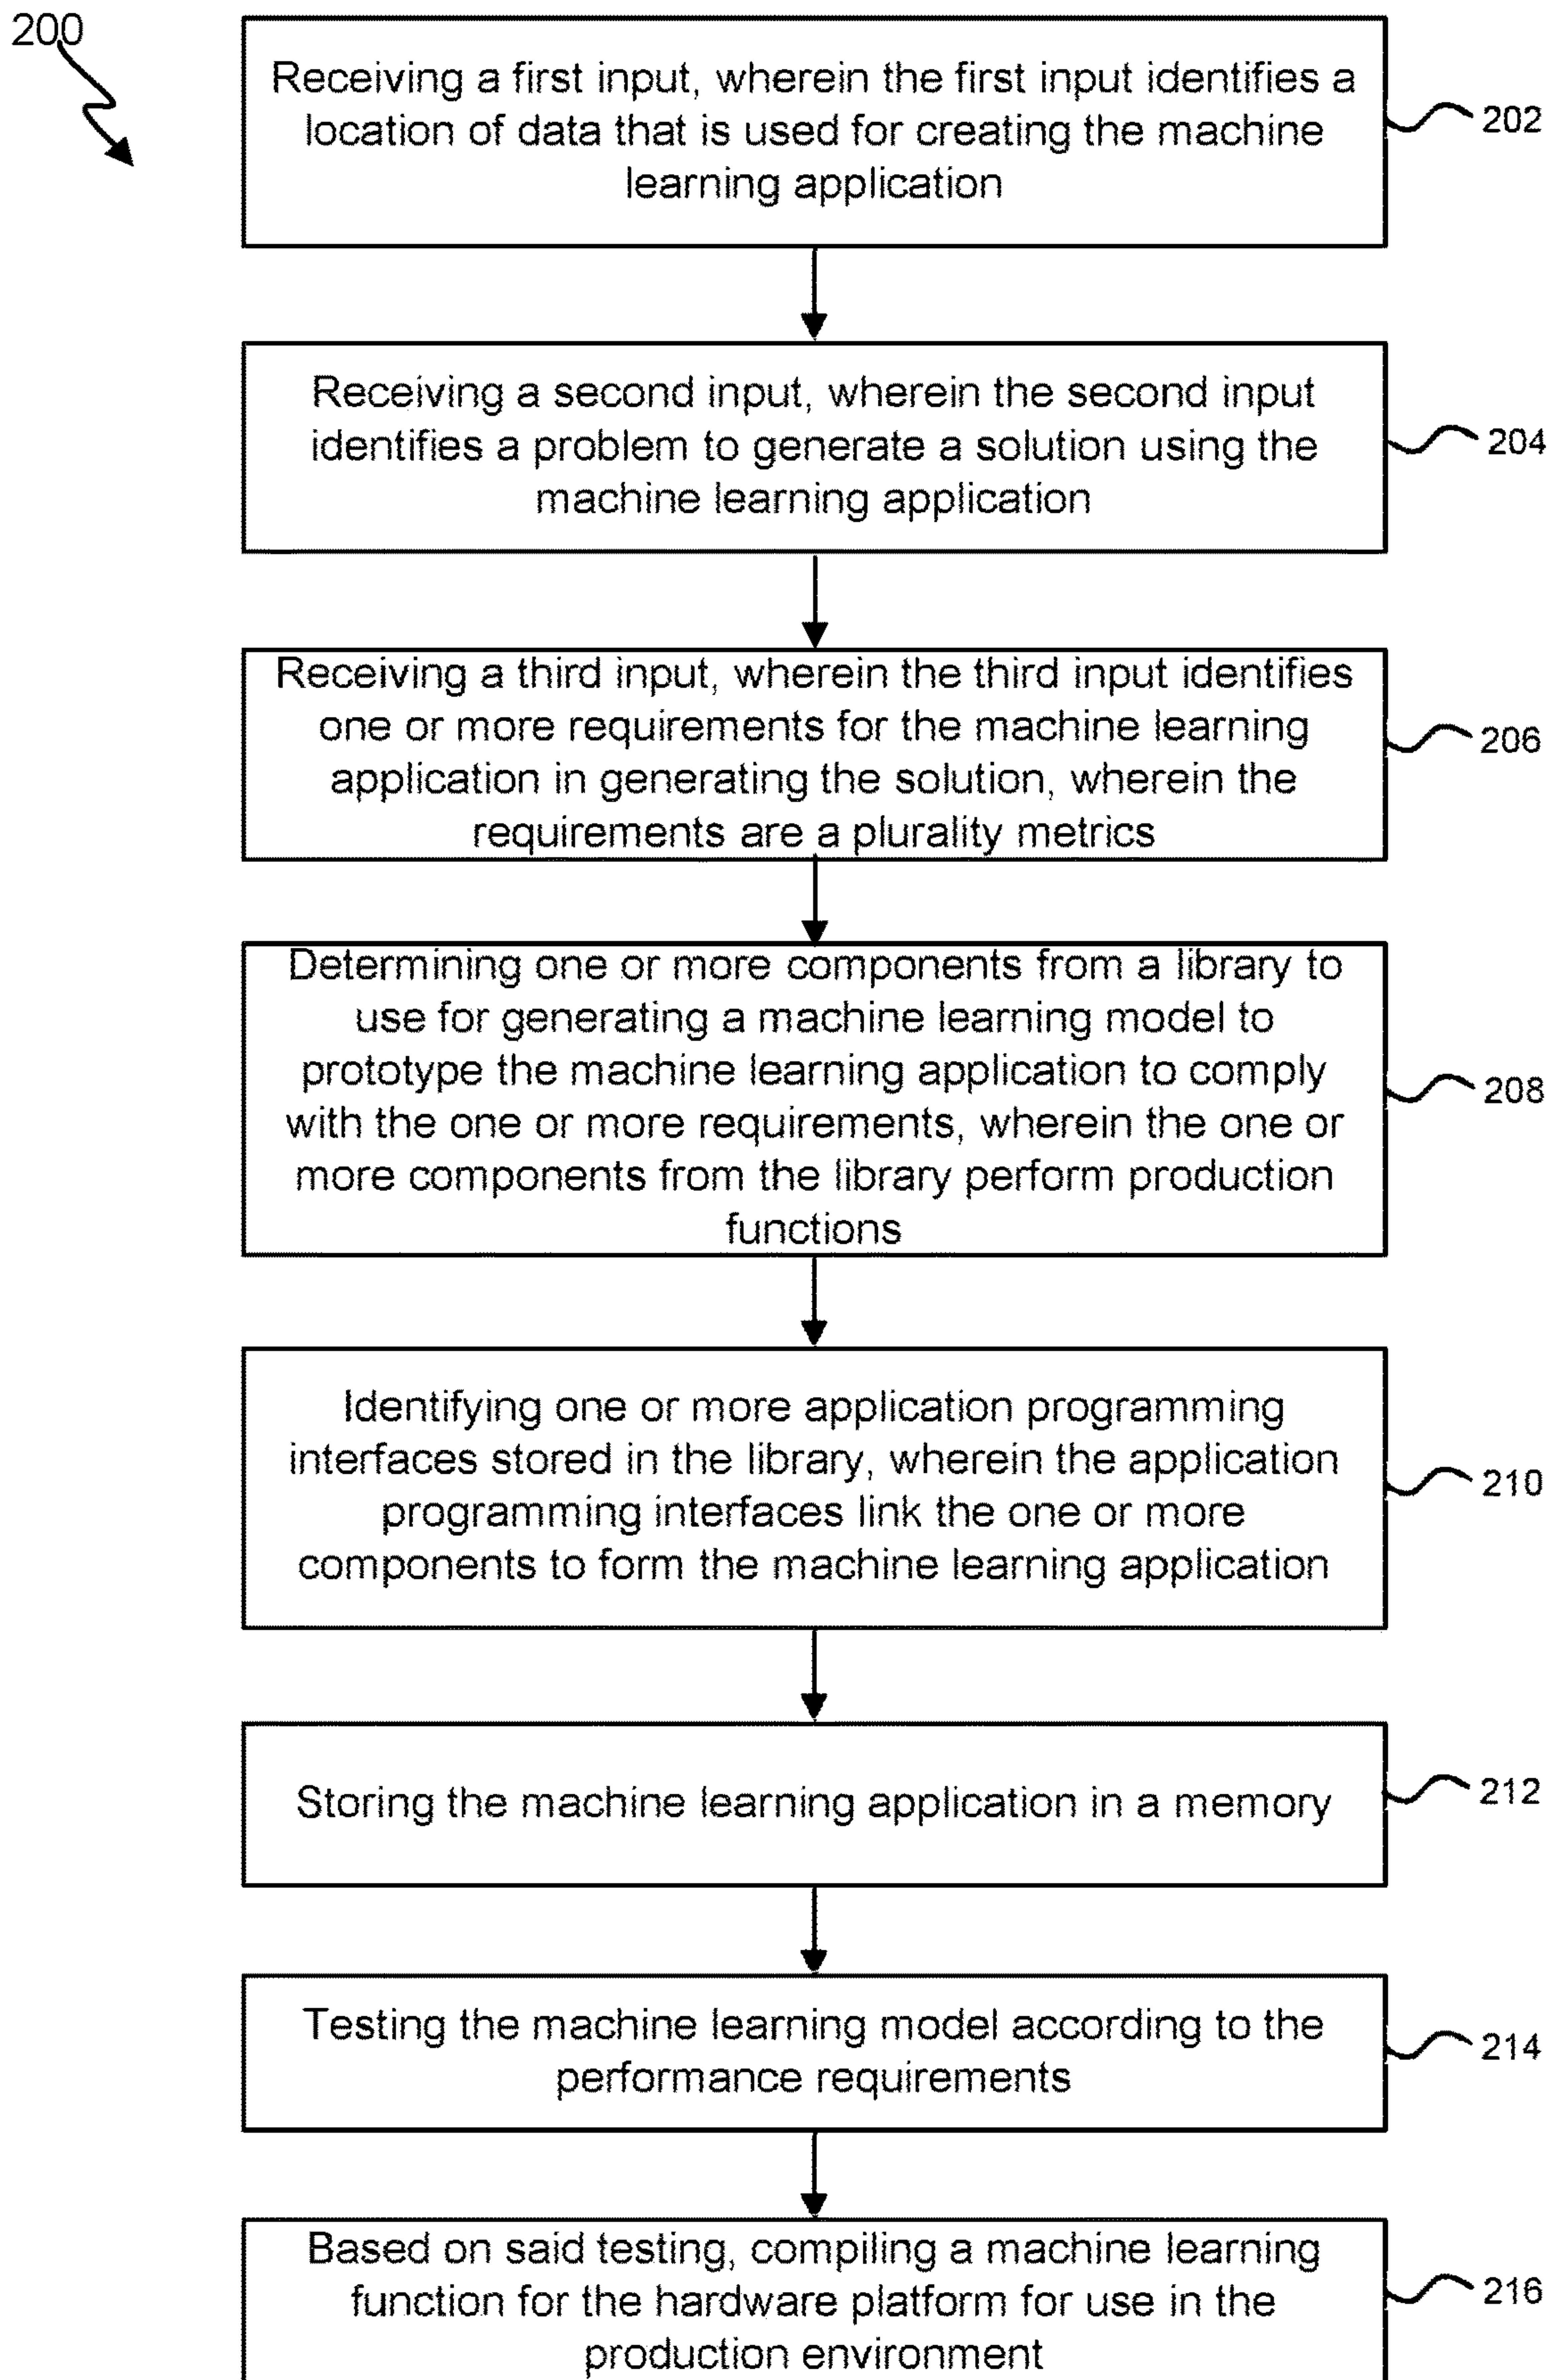 200
Receiving a first input, wherein the first input identifies a
location of data that is used for creating the machine
learning application
202
Receiving a second input, wherein the second input
identifies a problem to generate a solution using the
machine learning application
204
Receiving a third input, wherein the third input identifies
one or more requirements for the machine learning
application in generating the solution, wherein the
requirements are a plurality metrics
206
Determining one or more components from a library to
use for generating a machine learning model to
prototype the machine learning application to comply
with the one or more requirements, wherein the one or
more components from the library perform production
functions
208
Identifying one or more application programming
interfaces stored in the library, wherein the application
programming interfaces link the one or more
components to form the machine learning application
210
Storing the machine learning application in a memory
212
Testing the machine learning model according to the
performance requirements
214
Based on said testing, compiling a machine learning
function for the hardware platform for use in the
production environment
216